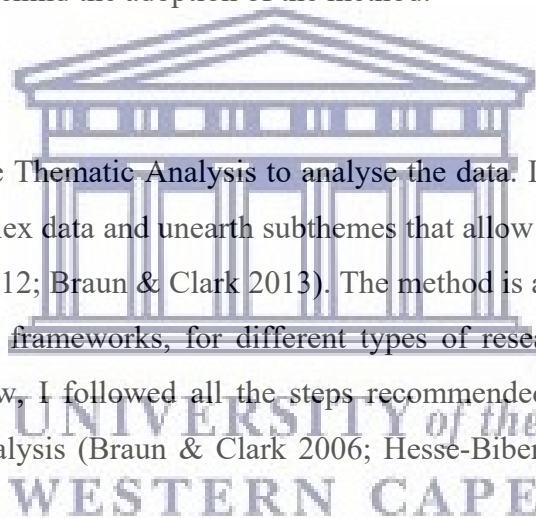 behind the adoption of the method.
Thematic Analysis to analyse the data. I
data and unearth subthemes that allow
12; Braun & Clark 2013). The method is a
frameworks, for different types of rese
w, I followed all the steps recommended
UNIVERSITY of the
alysis (Braun & Clark 2006; Hesse-Biber
WESTERN CAPE